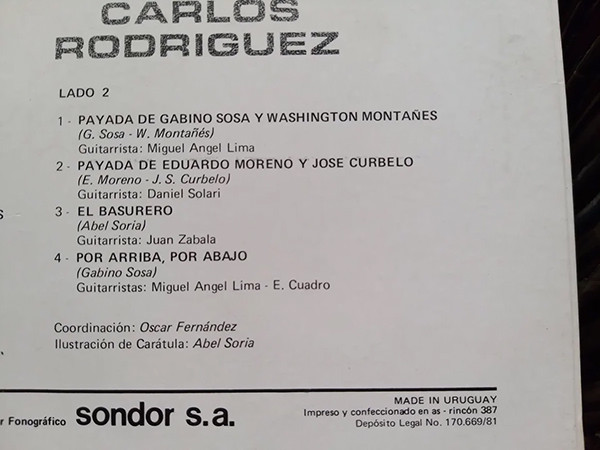 CARLOS
RODRIGUEZ
LADO 2
1 - PAYADA DE GABINO SOSA Y WASHINGTON MONTAÑES
(G. Sosa - W. Montañés)
Guitarrista: Miguel Angel Lima
2 - PAYADA DE EDUARDO MORENO Y JOSE CURBELO
(E. Moreno - J. S. Curbelo)
Guitarrista: Daniel Solari
3 - EL BASURERO
(Abel Soria)
Guitarrista: Juan Zabala
4 - POR ARRIBA, POR ABAJO
(Gabino Sosa)
Guitarristas: Miguel Angel Lima - E. Cuadro
Coordinación: Oscar Fernández
Ilustración de Carátula: Abel Soria
Fonográfico sondor s.a.
MADE IN URUGUAY
Impreso y confeccionado en as - rincón 387
Depósito Legal No. 170.669/81